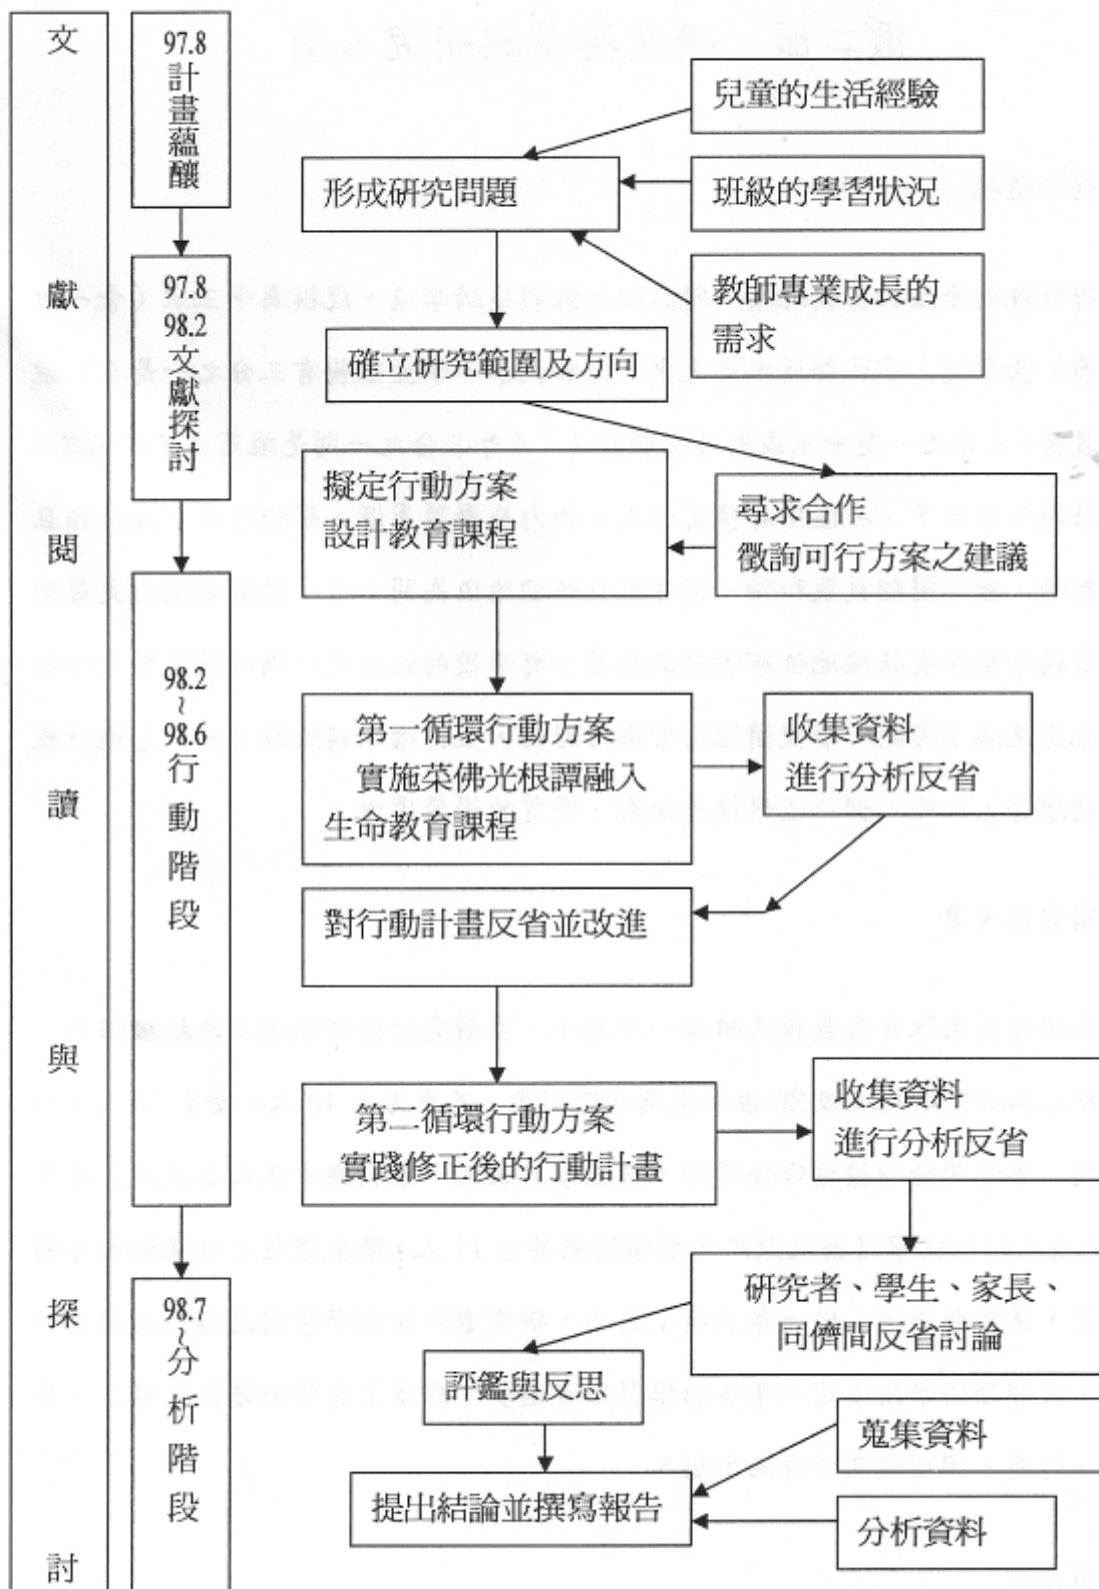 文
獻
閱
讀
與
探
討
97.8
計
畫
蘊
釀
97.8
~
98.2
文
獻
探
討
98.2
~
98.6
行
動
階
段
98.7
~
分
析
階
段
兒童的生活經驗
形成研究問題
班級的學習狀況
教師專業成長的
需求
確立研究範圍及方向
擬定行動方案
設計教育課程
尋求合作
徵詢可行方案之建議
第一循環行動方案
實施菜佛光根譚融入
生命教育課程
收集資料
進行分析反省
對行動計畫反省並改進
第二循環行動方案
實踐修正後的行動計畫
收集資料
進行分析反省
研究者、學生、家長、
同儕間反省討論
評鑑與反思
蒐集資料
提出結論並撰寫報告
分析資料